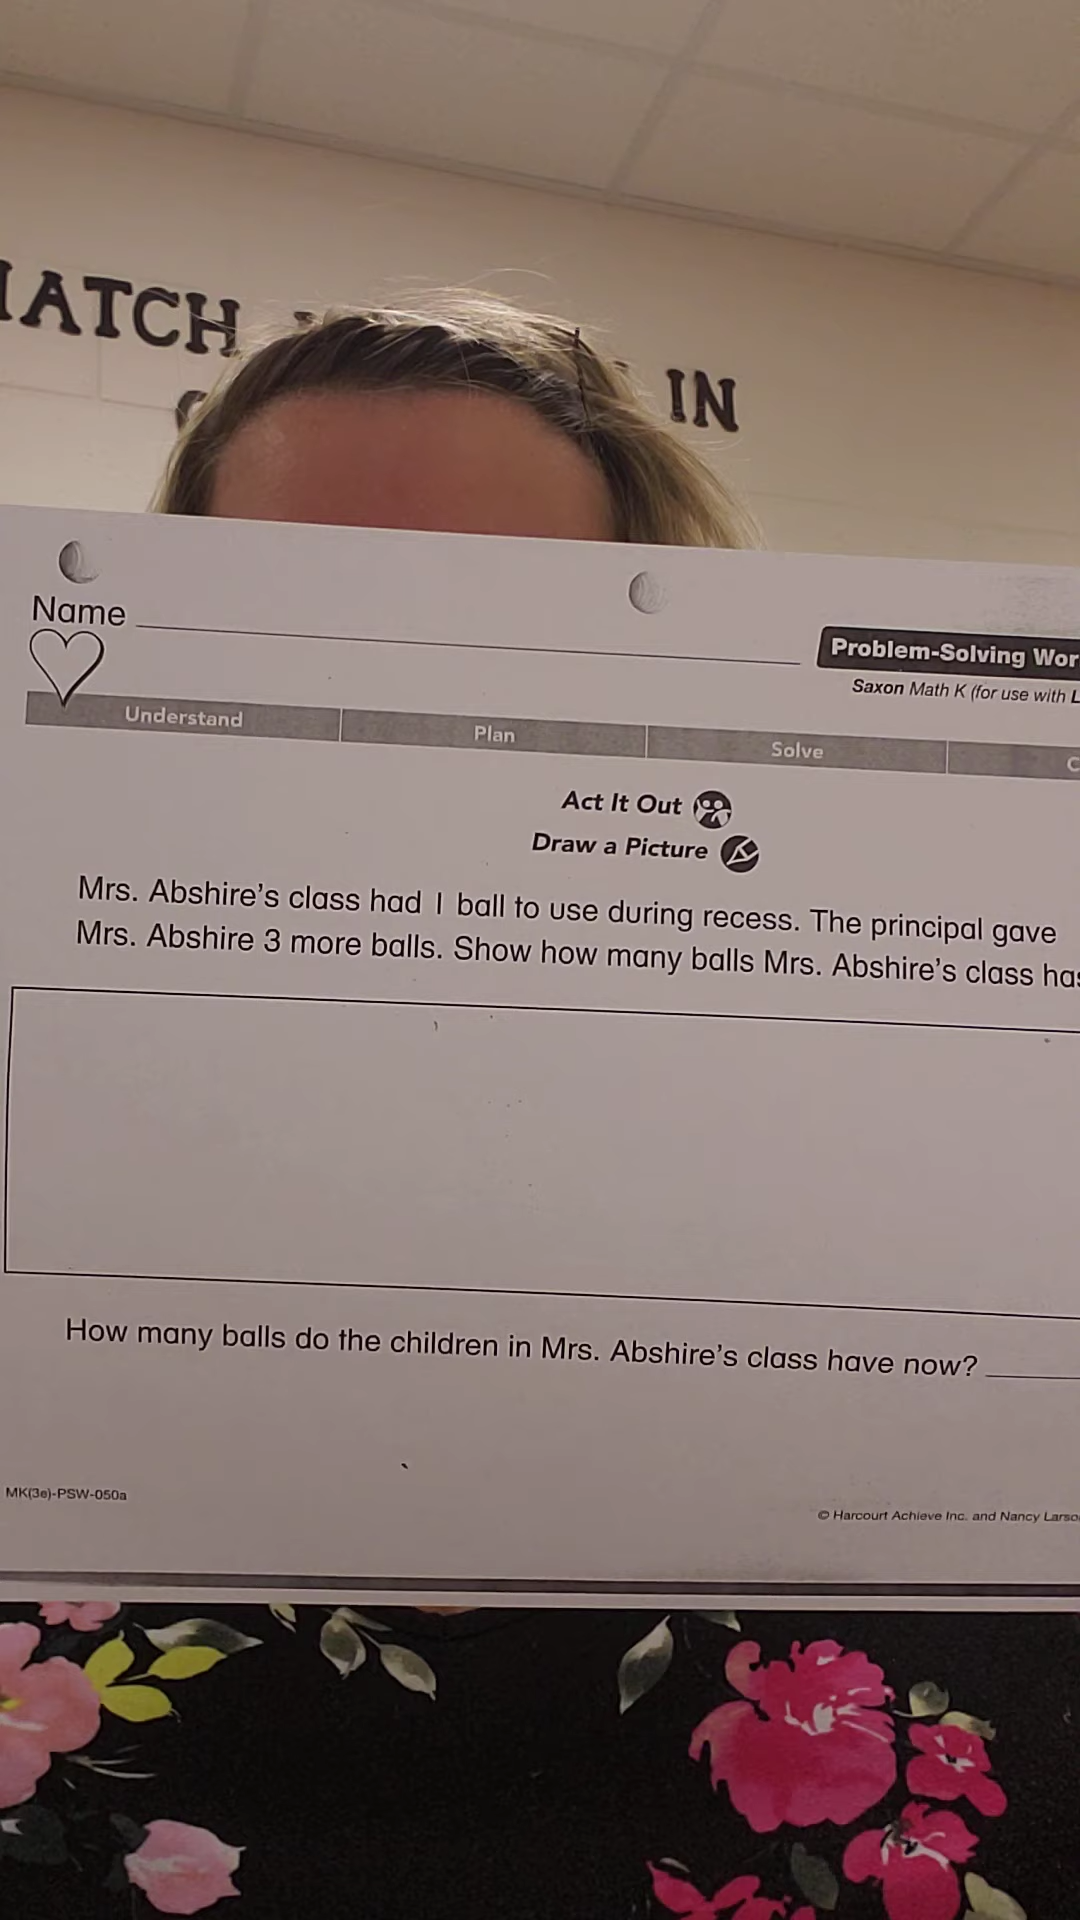 IN
Name
Problem-Solving
Saxon Math K (for use with
Understand Plan Solve
Act It Out
Draw a Picture
Mrs. Abshire's class had 1 ball to use during recess. The principal gave
Mrs. Abshire 3 more balls. Show how many balls Mrs. Abshire's class
How many balls do the children in Mrs. Abshire's class have now?
MK(3e)-PSW-050a
© Harcourt Achieve Inc. and Nancy